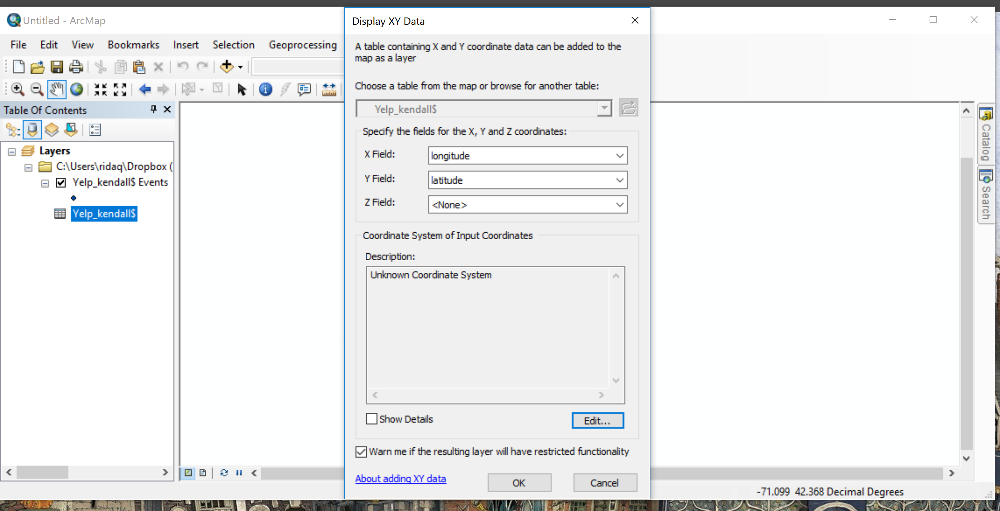 Untitled - ArcMap
File Edit View Bookmarks Insert Selection Geoprocessing
Table Of Contents
Layers
C:\Users\ridaq\Dropbox (
Yelp_kendall$ Events
Yelp_kendall$
Display XY Data
A table containing X and Y coordinate data can be added to the
map as a layer
Choose a table from the map or browse for another table:
Yelp_kendall$
Specify the fields for the X, Y and Z coordinates:
X Field: longitude
Y Field: latitude
Z Field: <None>
Coordinate System of Input Coordinates
Description:
Unknown Coordinate System
Show Details
Edit...
Warn me if the resulting layer will have restricted functionality
About adding XY data
OK
Cancel
Catalog
Search
-71.099 42.368 Decimal Degrees